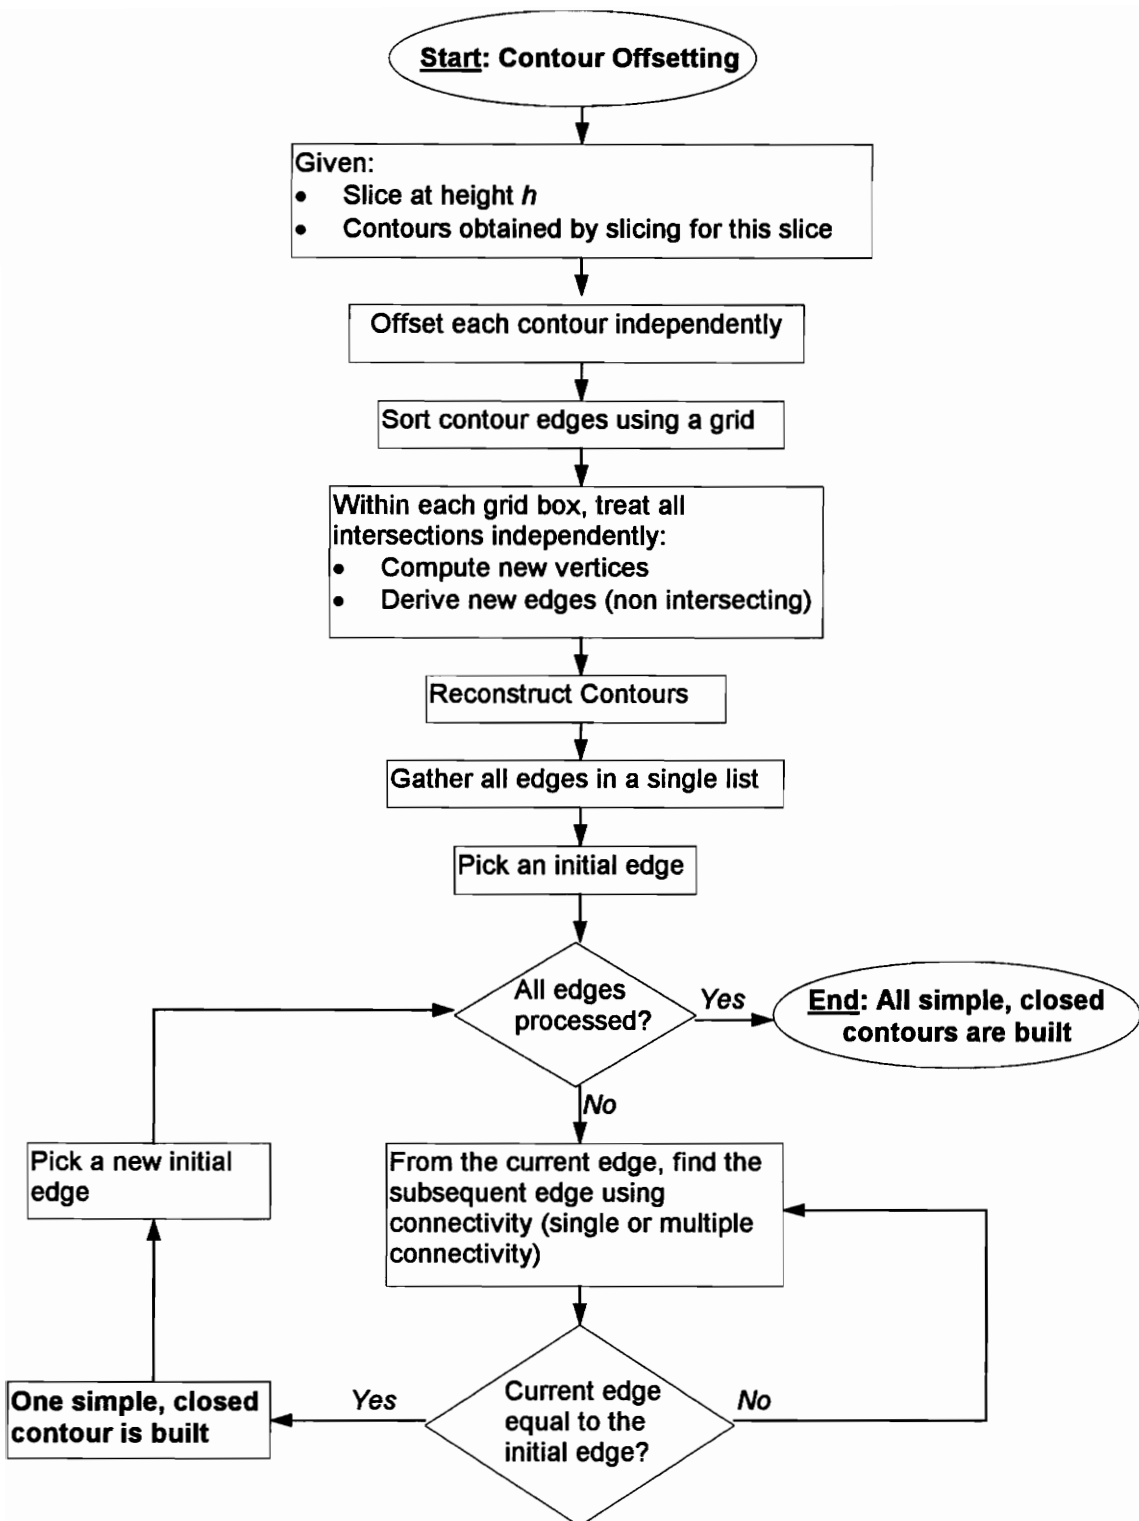 Start: Contour Offsetting
Given:
• Slice at height h
• Contours obtained by slicing for this slice
Offset each contour independently
Sort contour edges using a grid
Within each grid box, treat all
intersections independently:
• Compute new vertices
• Derive new edges (non intersecting)
Reconstruct Contours
Gather all edges in a single list
Pick an initial edge
All edges
processed?
Yes
End: All simple, closed
contours are built
No
Pick a new initial
edge
From the current edge, find the
subsequent edge using
connectivity (single or multiple
connectivity)
One simple, closed
contour is built
Yes
Current edge
equal to the
initial edge?
No